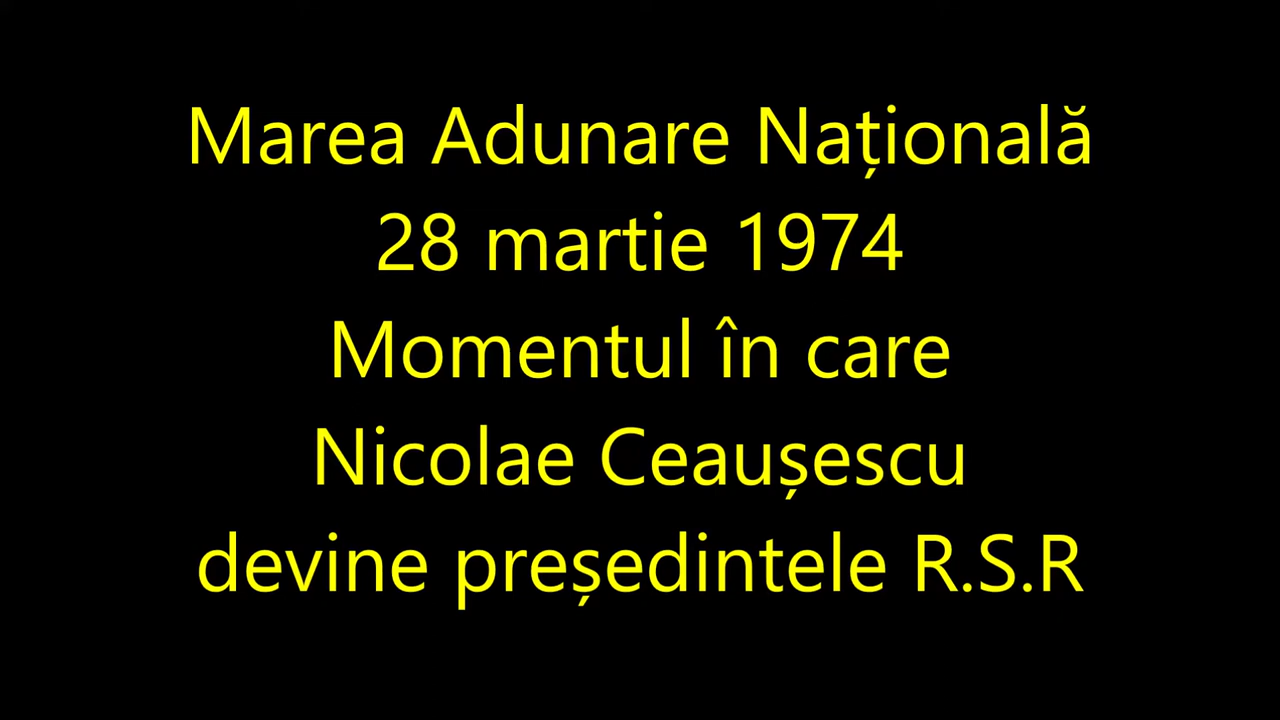 Marea Adunare Națională
28 martie 1974
Momentul în care
Nicolae Ceaușescu
devine președintele R.S.R